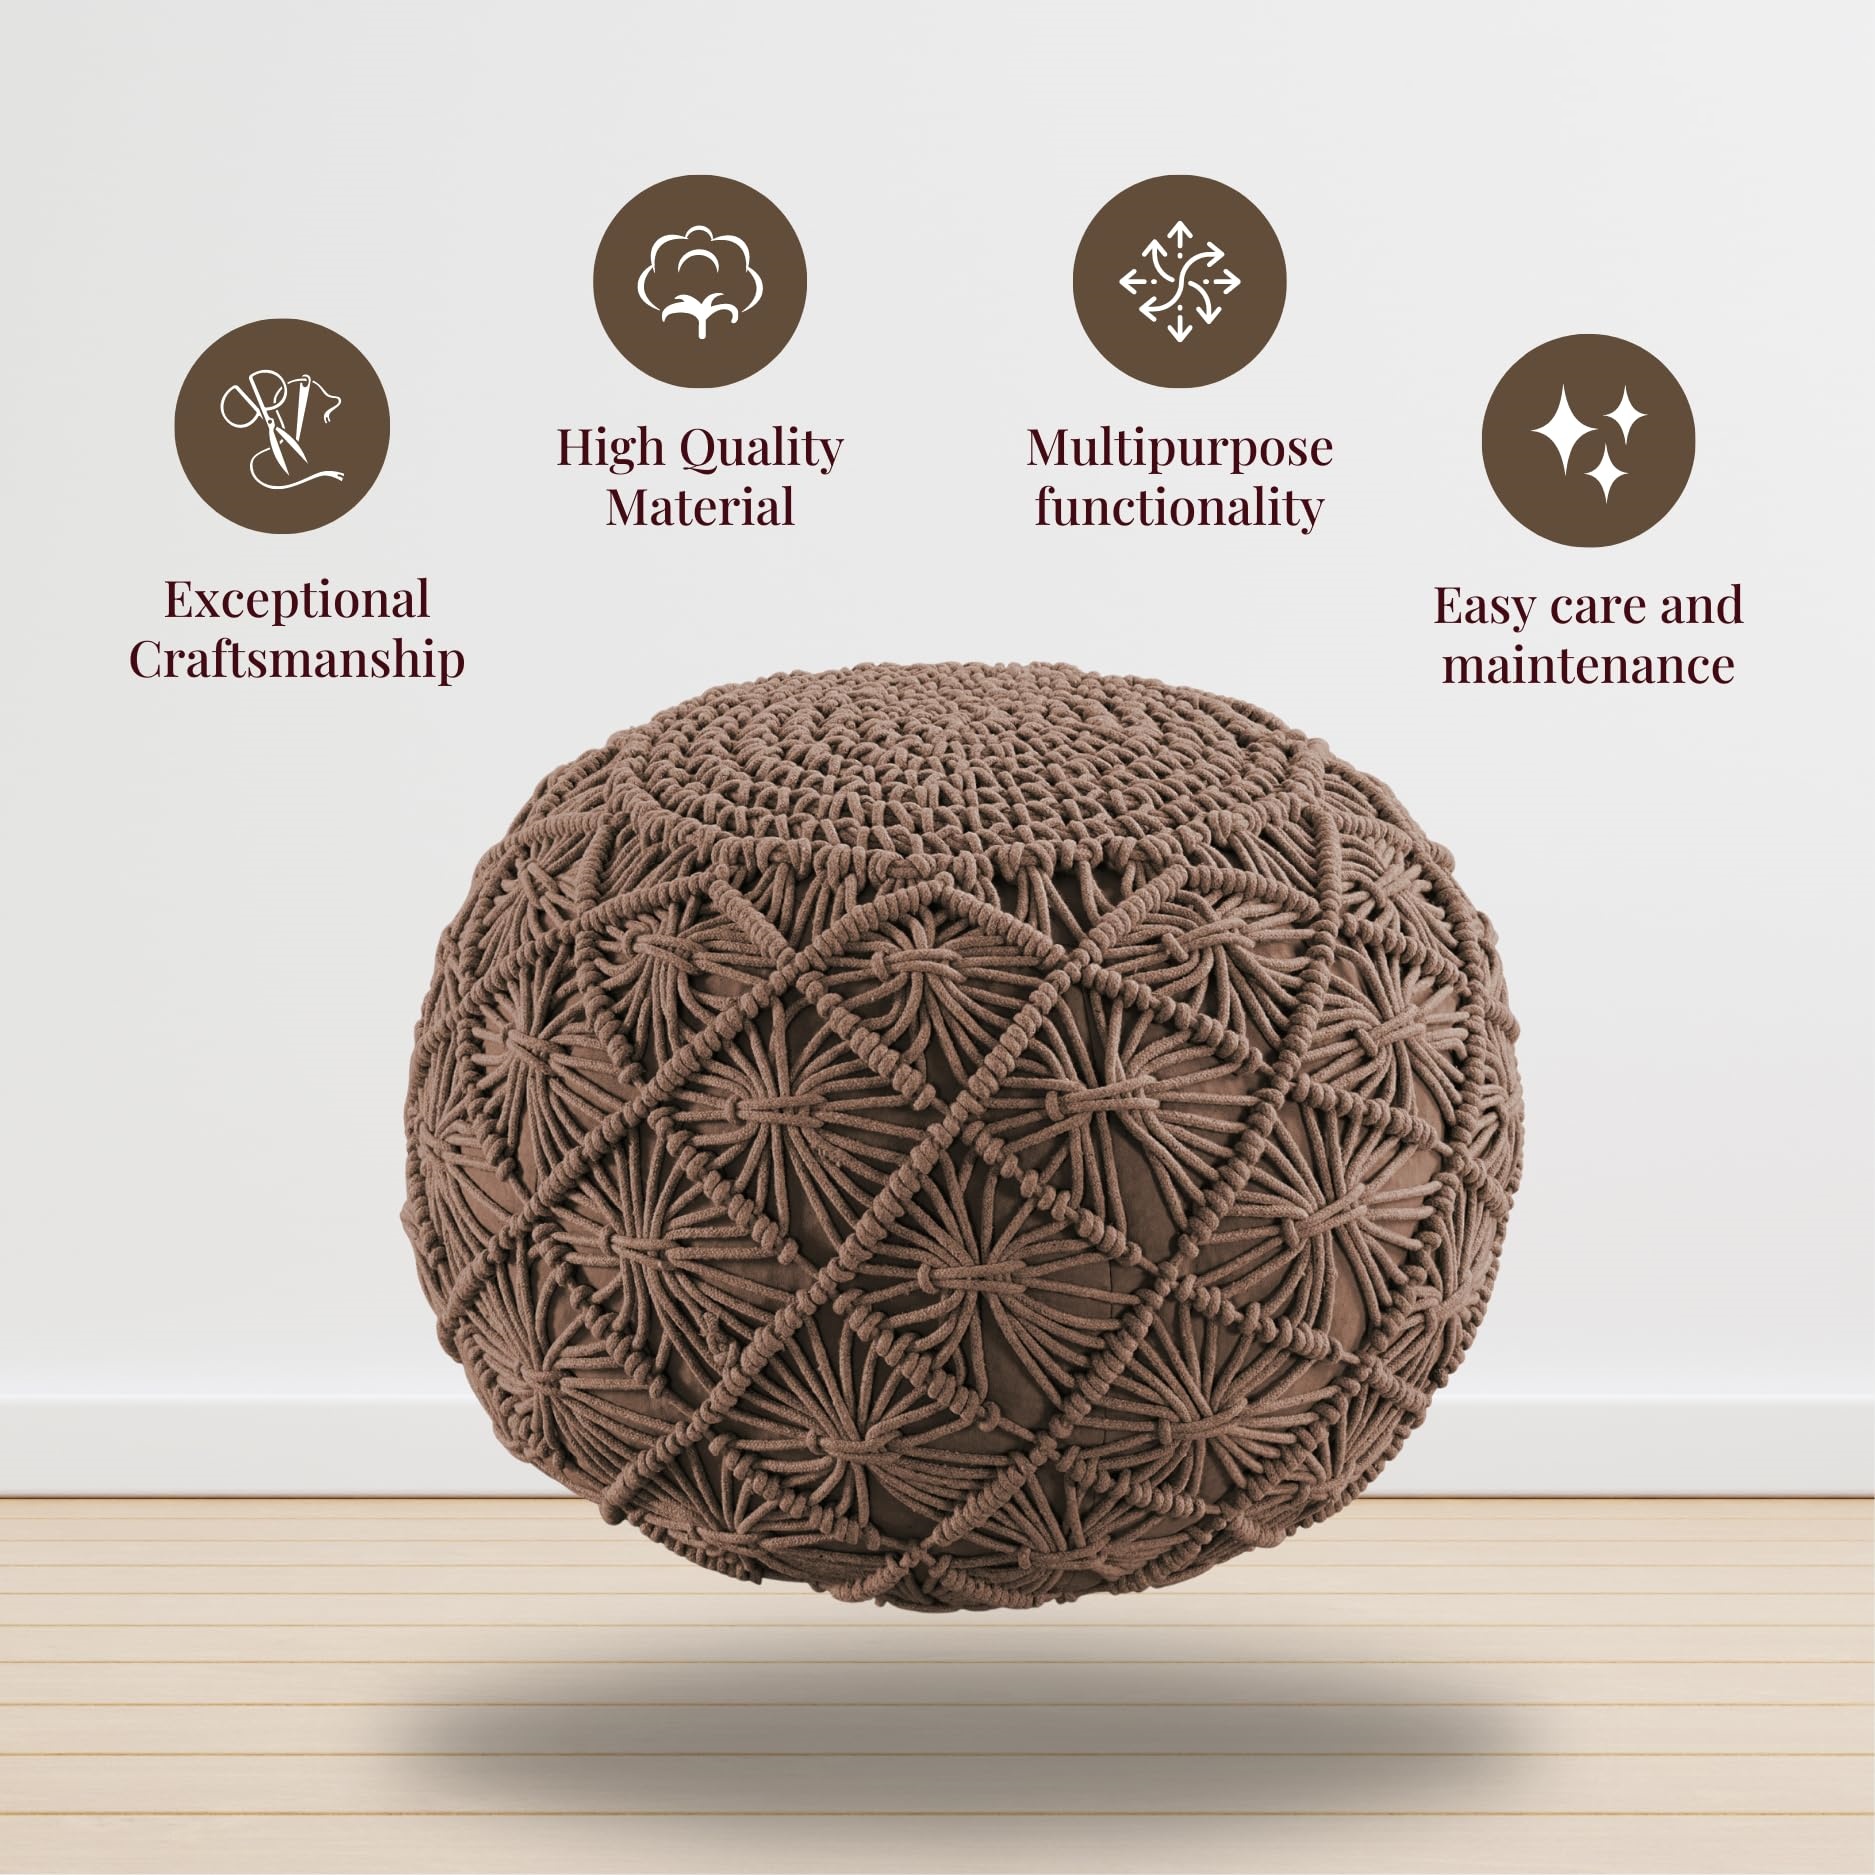 Exceptional
Craftsmanship
High Quality
Material
Multipurpose
functionality
Easy care and
maintenance